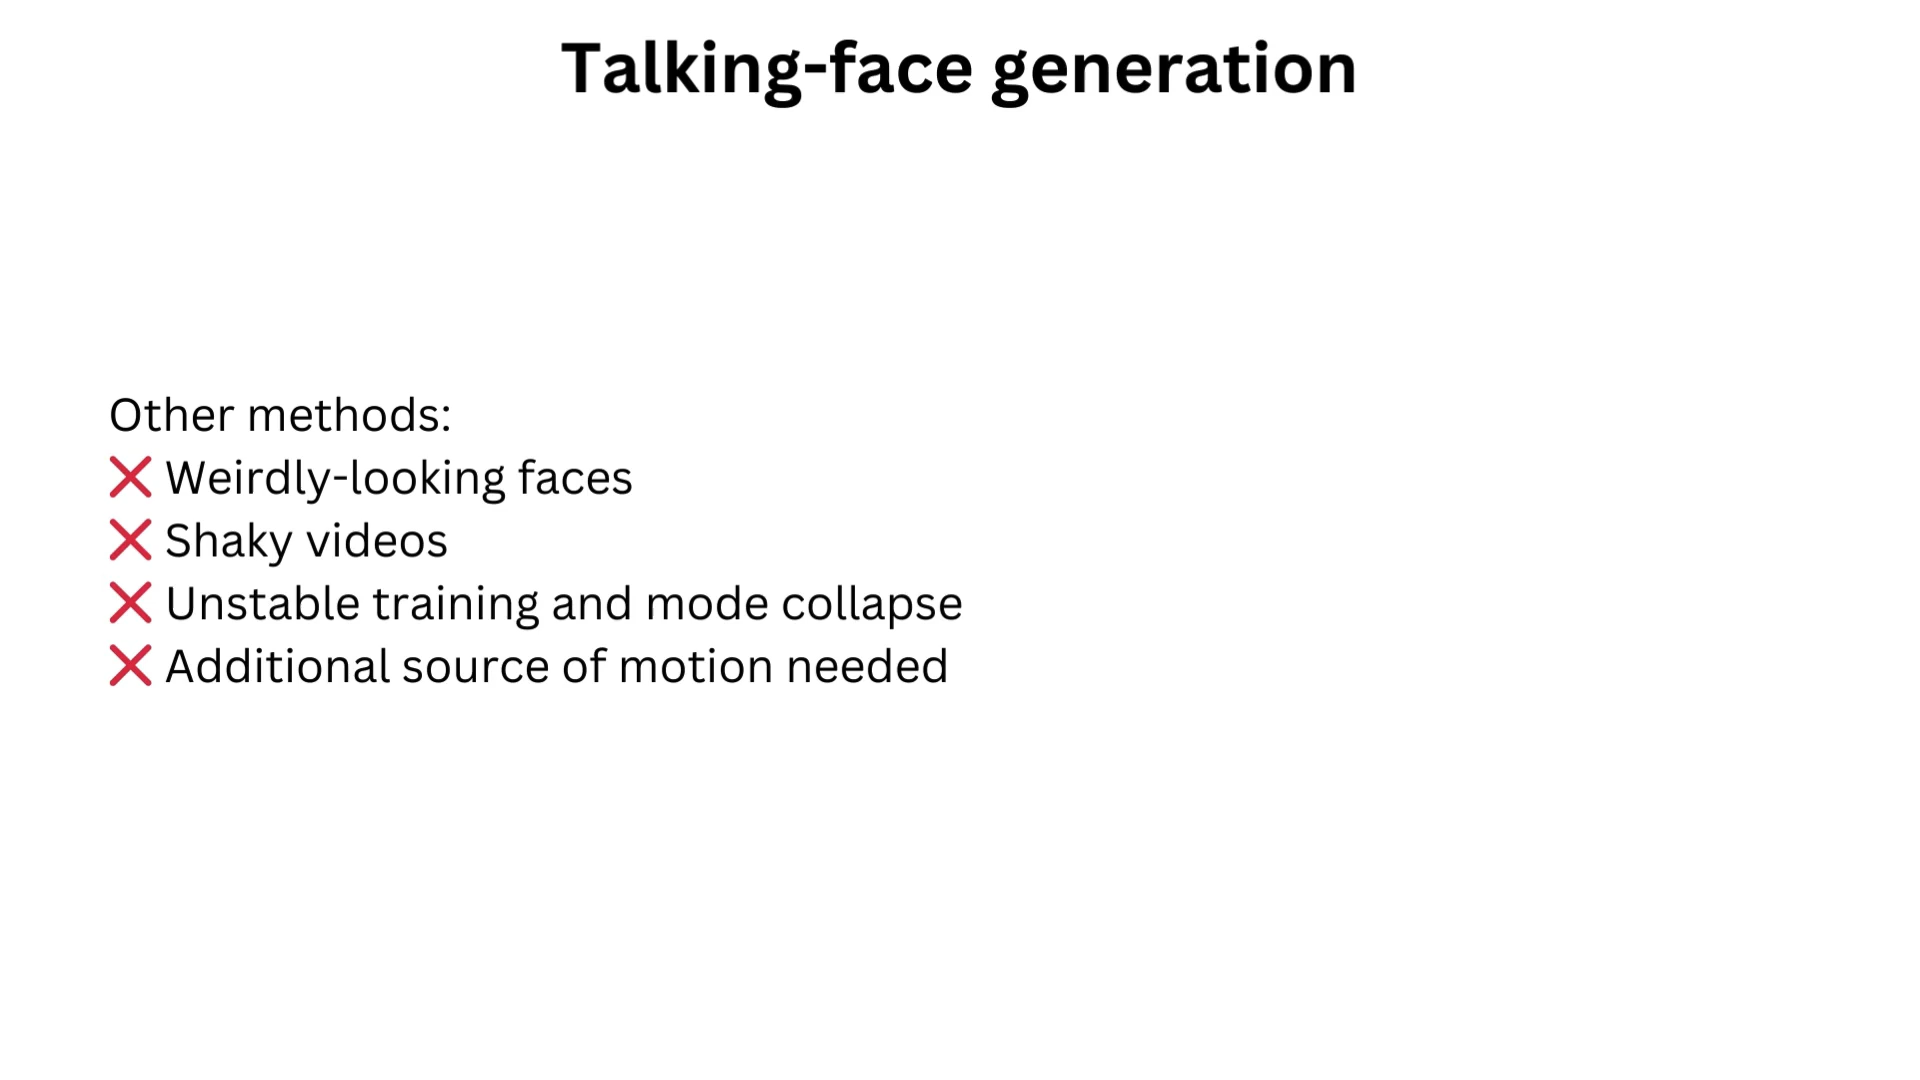 Talking-face generation
Other methods:
❌ Weirdly-looking faces
❌ Shaky videos
❌ Unstable training and mode collapse
❌ Additional source of motion needed